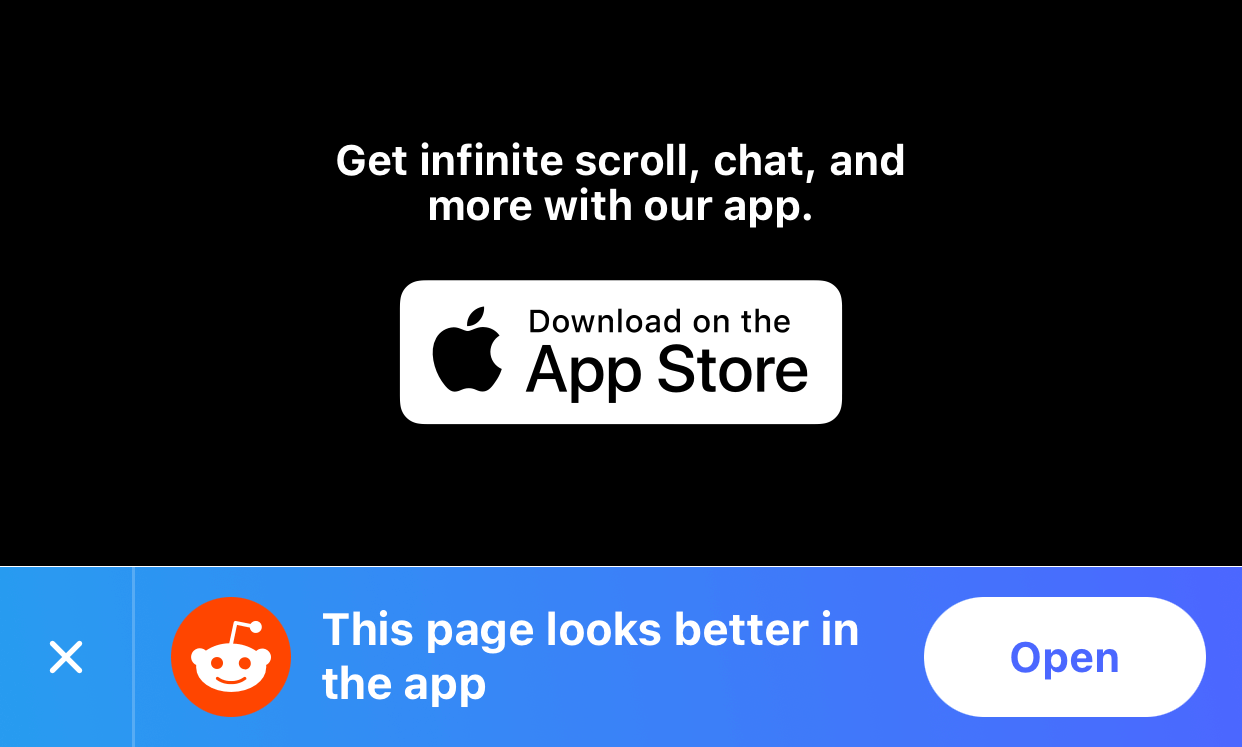 Get infinite scroll, chat, and
more with our app.
Download on the
App Store
This page looks better in
the app
Open